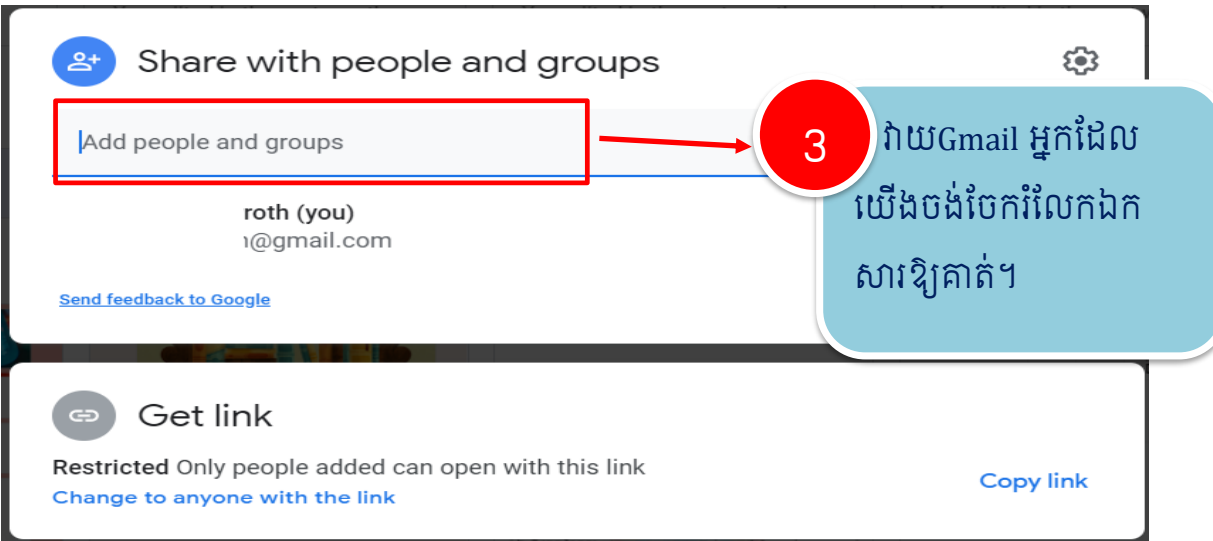 Share with people and groups
Add people and groups
3
វាយGmail អ្នកដែល
យើងចង់ចែករំលែកឯក
សារឱ្យគាត់។
roth (you)
@gmail.com
Send feedback to Google
Get link
Restricted Only people added can open with this link
Change to anyone with the link
Copy link